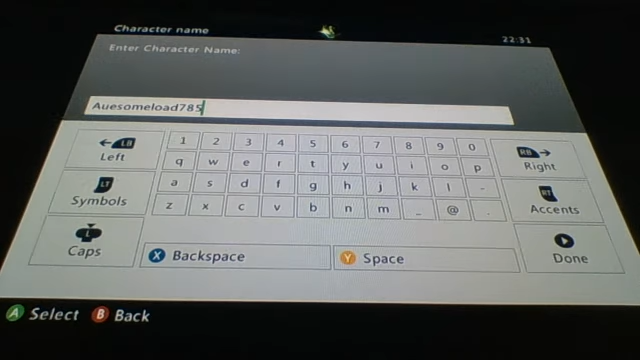 Character name
22:31
Enter Character Name:
Auesomeload785
LB
Left
1 2 3 4 5 6 7 8 9 0
RB
Right
q w e r t y u i o p
LT
Symbols
a s d f g h j k l -
RT
Accents
z x c v b n m _ @ .
L
Caps
X Backspace
Y Space
Done
A Select B Back